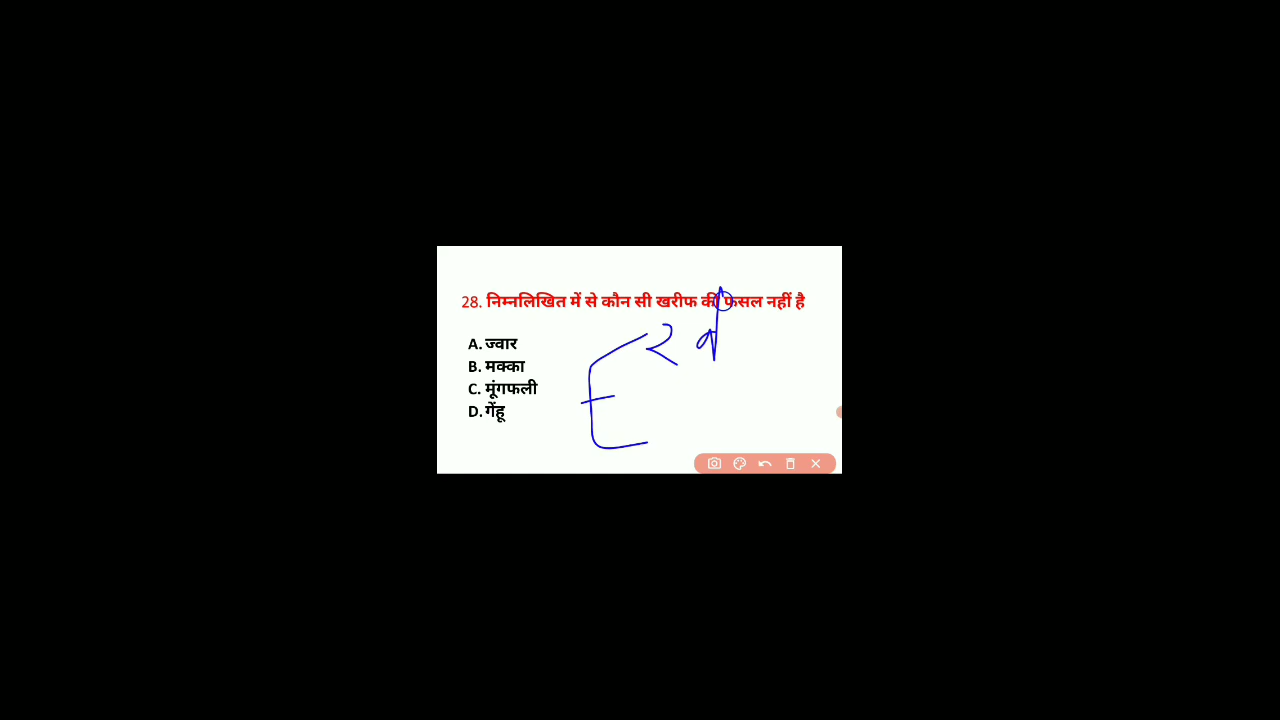 28. निम्नलिखित में से कौन सी खरीफ की फसल नहीं है
A. ज्वार
B. मक्का
C. मूंगफली
D. गेंहू